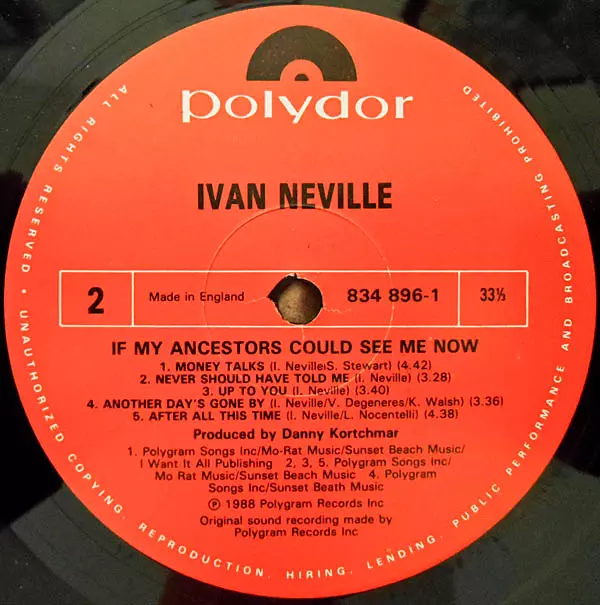 polydor
IVAN NEVILLE
2
Made in England
834 896-1
33⅓
IF MY ANCESTORS COULD SEE ME NOW
1. MONEY TALKS (I. Neville\S. Stewart) (4.42)
2. NEVER SHOULD HAVE TOLD ME (I. Neville) (3.28)
3. UP TO YOU (I. Neville) (3.40)
4. ANOTHER DAY'S GONE BY (I. Neville/V. Degeneres/K. Walsh) (3.36)
5. AFTER ALL THIS TIME (I. Neville/L. Nocentelli) (4.38)
Produced by Danny Kortchmar
1. Polygram Songs Inc/Mo-Rat Music/Sunset Beach Music/
I Want It All Publishing 2, 3, 5. Polygram Songs Inc/
Mo Rat Music/Sunset Beach Music 4. Polygram
Songs Inc/Sunset Beath Music
℗ 1988 Polygram Records Inc
Original sound recording made by
Polygram Records Inc
ALL RIGHTS RESERVED • UNAUTHORIZED COPYING, REPRODUCTION, HIRING, LENDING, PUBLIC PERFORMANCE AND BROADCASTING PROHIBITED